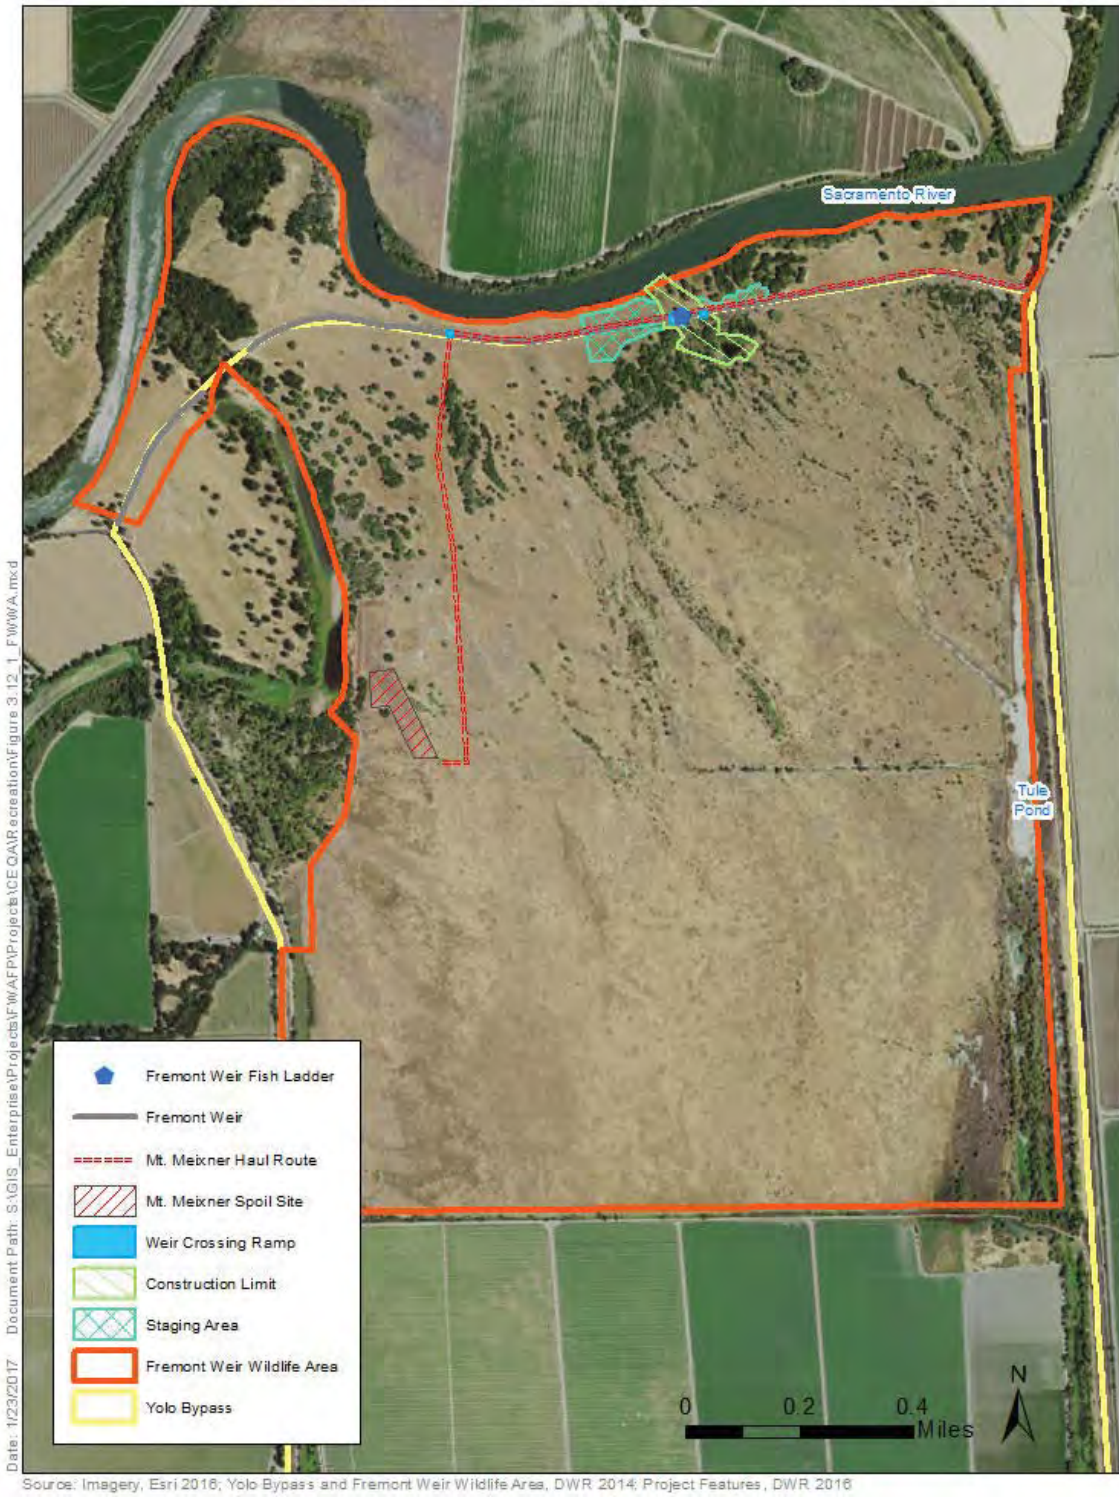 Sacramento River
Tule
Pond
Fremont Weir Fish Ladder
Fremont Weir
Mt. Meixner Haul Route
Mt. Meixner Spoil Site
Weir Crossing Ramp
Construction Limit
Staging Area
Fremont Weir Wildlife Area
Yolo Bypass
N
0 0.2 0.4
Miles
Date: 1/23/2017 Document Path: S:\GIS_Enterprise\Projects\FWAFP\Projects\CEQA\Recreation\Figure 3.12_1_FWWA.mxd
Source: Imagery, Esri 2016; Yolo Bypass and Fremont Weir Wildlife Area, DWR 2014; Project Features, DWR 2016